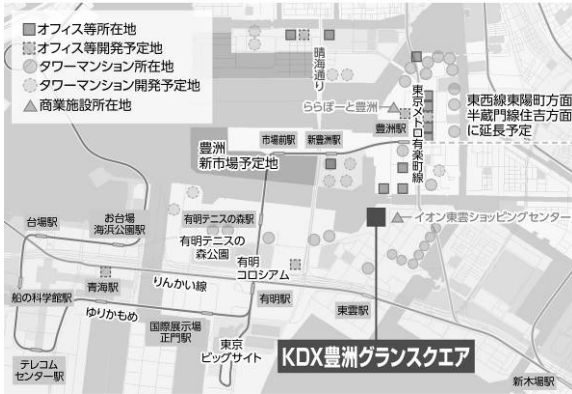 オフィス等所在地
オフィス等開発予定地
タワーマンション所在地
タワーマンション開発予定地
商業施設所在地
晴海通り
ららぽーと豊洲
豊洲駅
東京メトロ有楽町線
東西線東陽町方面
半蔵門線住吉方面
に延長予定
市場前駅
新豊洲駅
豊洲
新市場予定地
イオン東雲ショッピングセンター
有明テニスの森駅
有明テニスの
森公園
お台場
海浜公園駅
台場駅
有明
コロシアム
りんかい線
青海駅
船の科学館駅
ゆりかもめ
有明駅
東雲駅
国際展示場
正門駅
東京
ビッグサイト
KDX豊洲グランスクエア
テレコム
センター駅
新木場駅